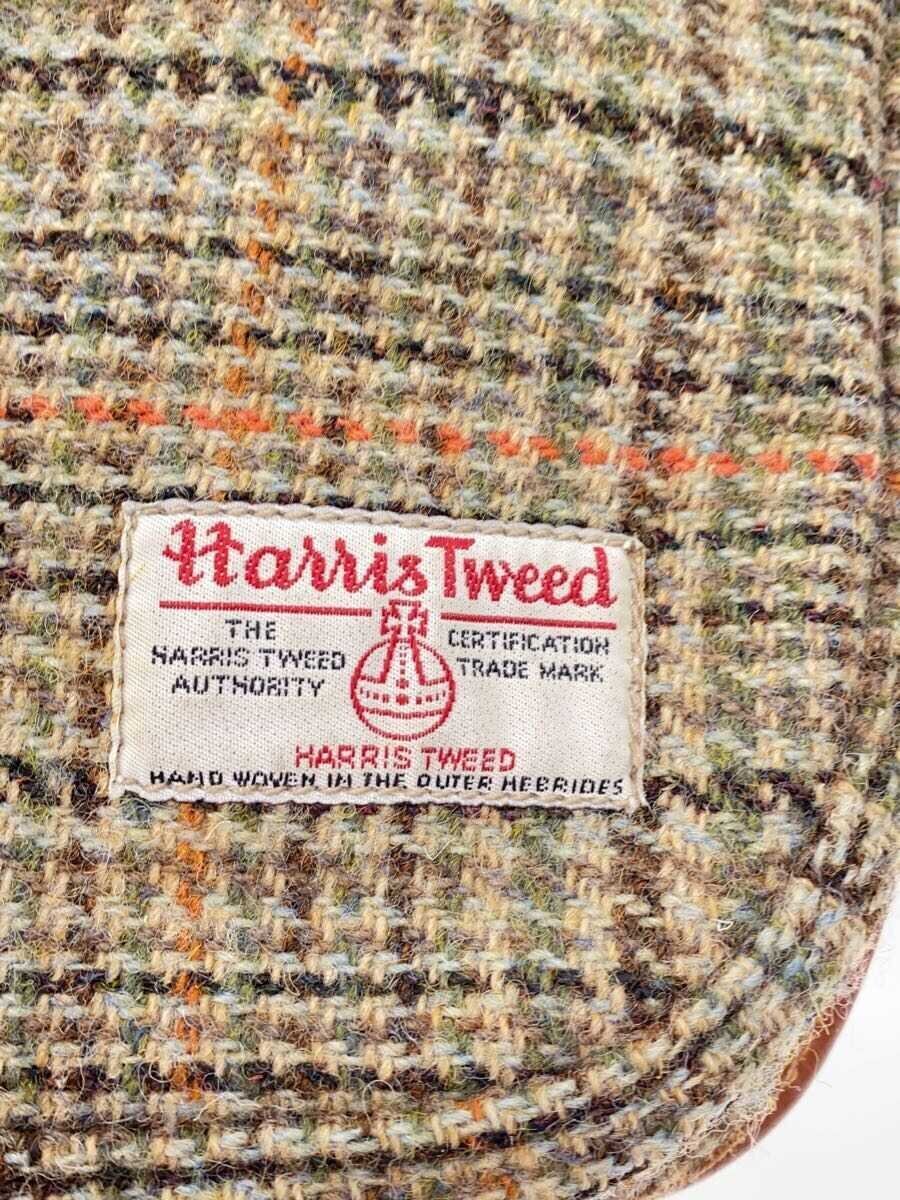 Harris Tweed
THE
HARRIS TWEED
AUTHORITY
CERTIFICATION
TRADE MARK
HARRIS TWEED
HAND WOVEN IN THE OUTER HEBRIDES